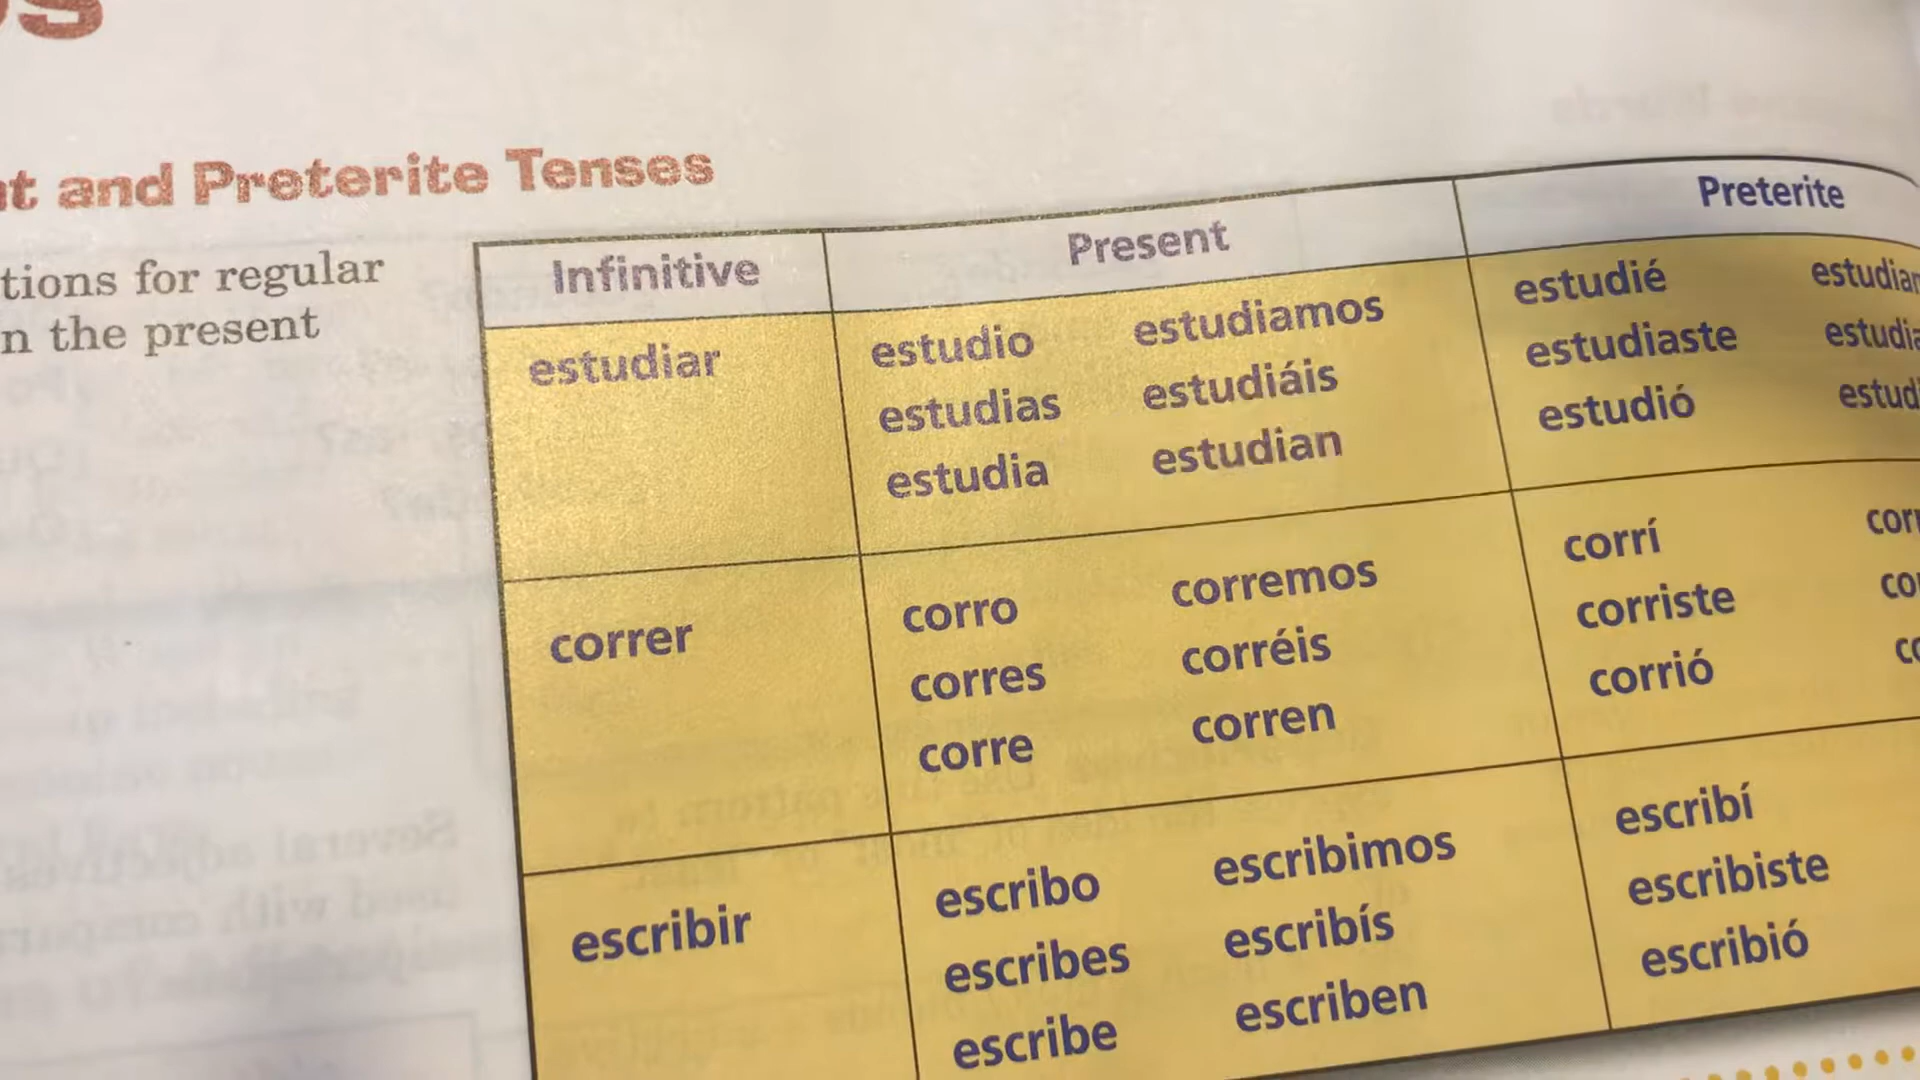 and Preterite Tenses
for regular
the present
Infinitive Present Preterite
estudiar estudio estudiamos estudié
estudias estudiáis estudiaste
estudia estudian estudió
correr corro corremos corrí
corres corréis corriste
corre corren corrió
escribir escribo escribimos escribí
escribes escribís escribiste
escribe escriben escribió